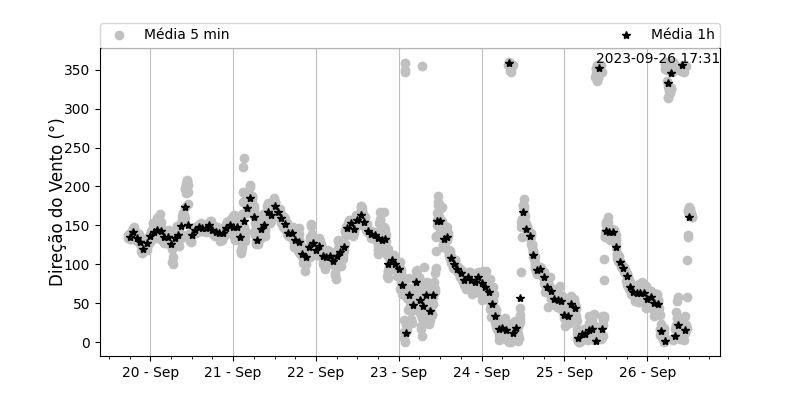 Média 5 min
Média 1h
2023-09-26 17:31
Direção do Vento (°)
350
300
250
200
150
100
50
0
20 - Sep
21 - Sep
22 - Sep
23 - Sep
24 - Sep
25 - Sep
26 - Sep